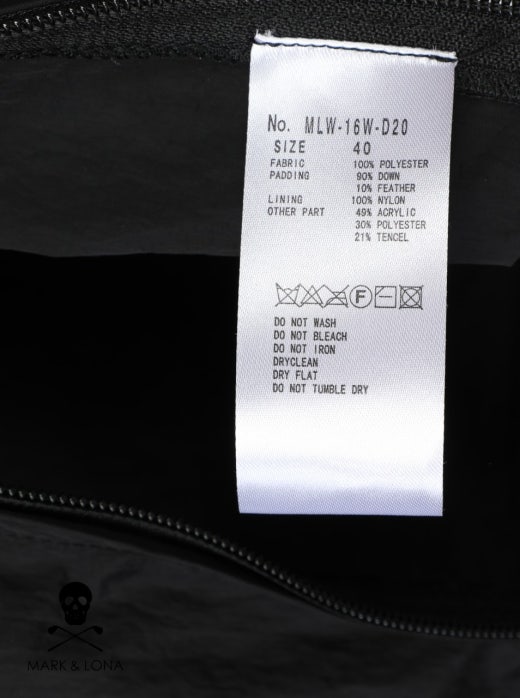 No. MLW-16W-D20
SIZE 40
FABRIC 100% POLYESTER
PADDING 90% DOWN
10% FEATHER
LINING 100% NYLON
OTHER PART 49% ACRYLIC
30% POLYESTER
21% TENCEL
F
DO NOT WASH
DO NOT BLEACH
DO NOT IRON
DRYCLEAN
DRY FLAT
DO NOT TUMBLE DRY
MARK & LONA